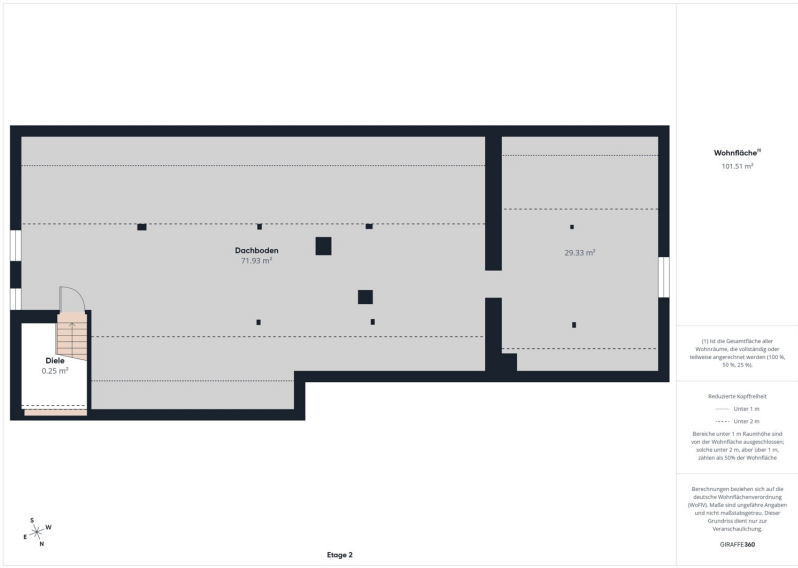 Dachboden
71.93 m²
29.33 m²
Diele
0.25 m²
S
W
E
N
Etage 2
Wohnfläche⁽¹⁾
101.51 m²
(1) Ist die Gesamtfläche aller
Wohnräume, die vollständig oder
teilweise angerechnet werden (100 %,
50 %, 25 %).
Reduzierte Kopffreiheit
Unter 1 m
Unter 2 m
Bereiche unter 1 m Raumhöhe sind
von der Wohnfläche ausgeschlossen;
solche unter 2 m, aber über 1 m,
zählen als 50% der Wohnfläche
Berechnungen beziehen sich auf die
deutsche Wohnflächenverordnung
(WoFlV). Maße sind ungefähre Angaben
und nicht maßstabsgetreu. Dieser
Grundriss dient nur zur
Veranschaulichung.
GIRAFFE360